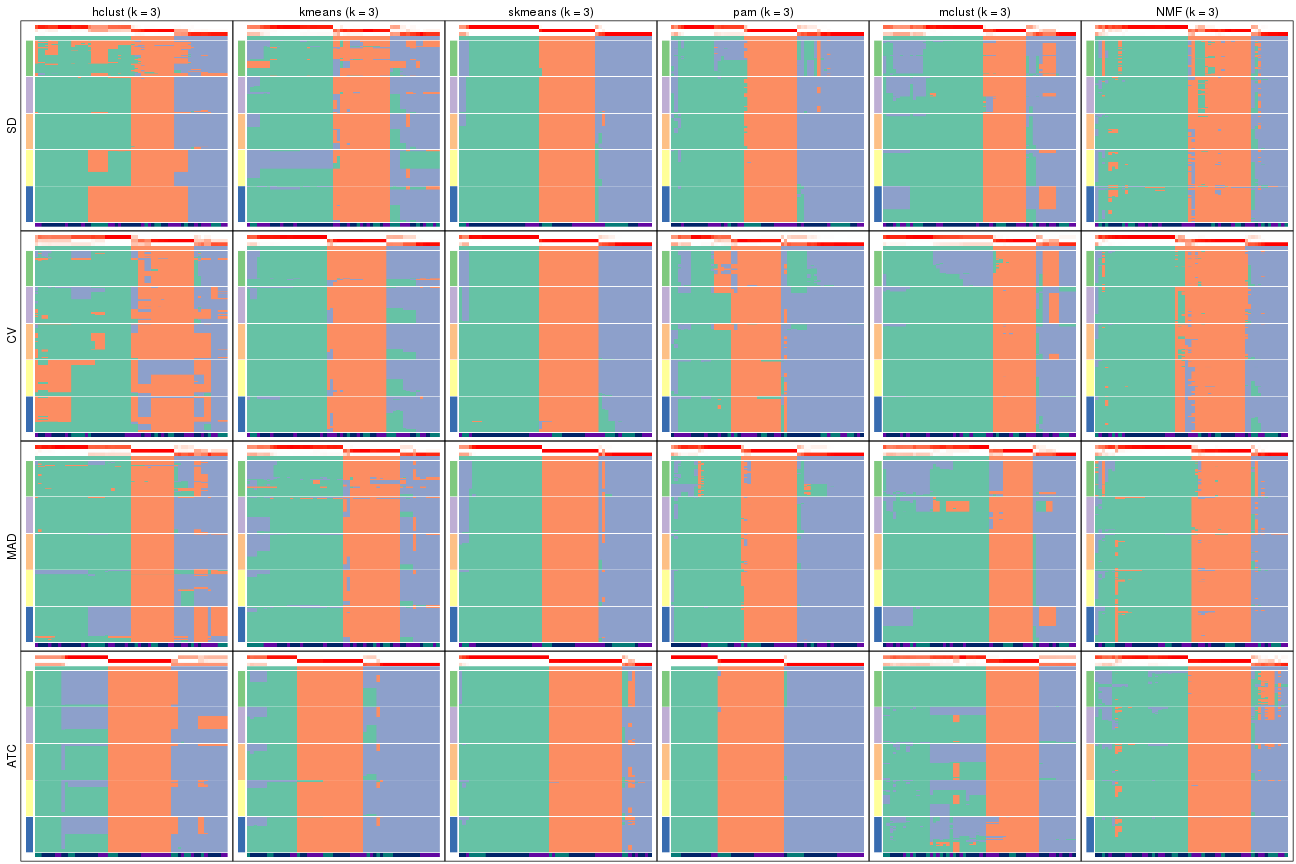 hclust (k = 3)
kmeans (k = 3)
skmeans (k = 3)
pam (k = 3)
mclust (k = 3)
NMF (k = 3)
SD
CV
MAD
ATC